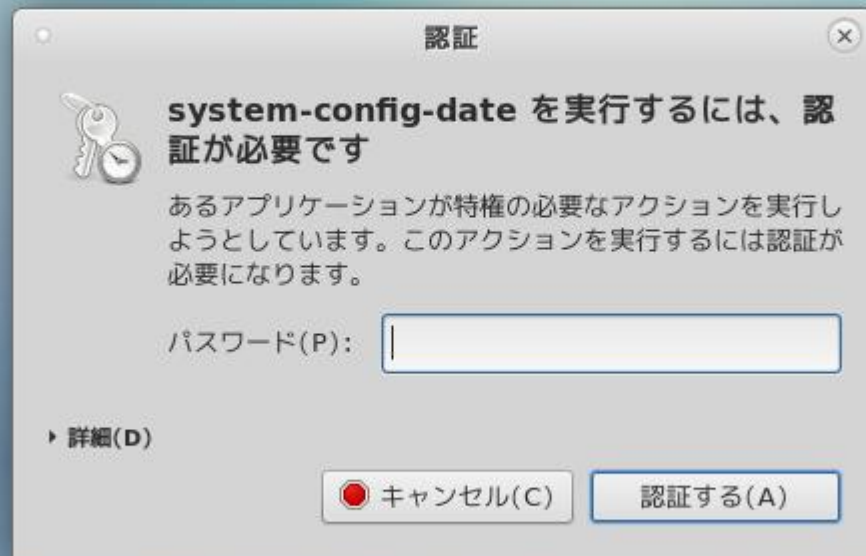 認証
system-config-date を実行するには、認
証が必要です
あるアプリケーションが特権の必要なアクションを実行し
ようとしています。このアクションを実行するには認証が
必要になります。
パスワード(P):
詳細(D)
キャンセル(C)
認証する(A)